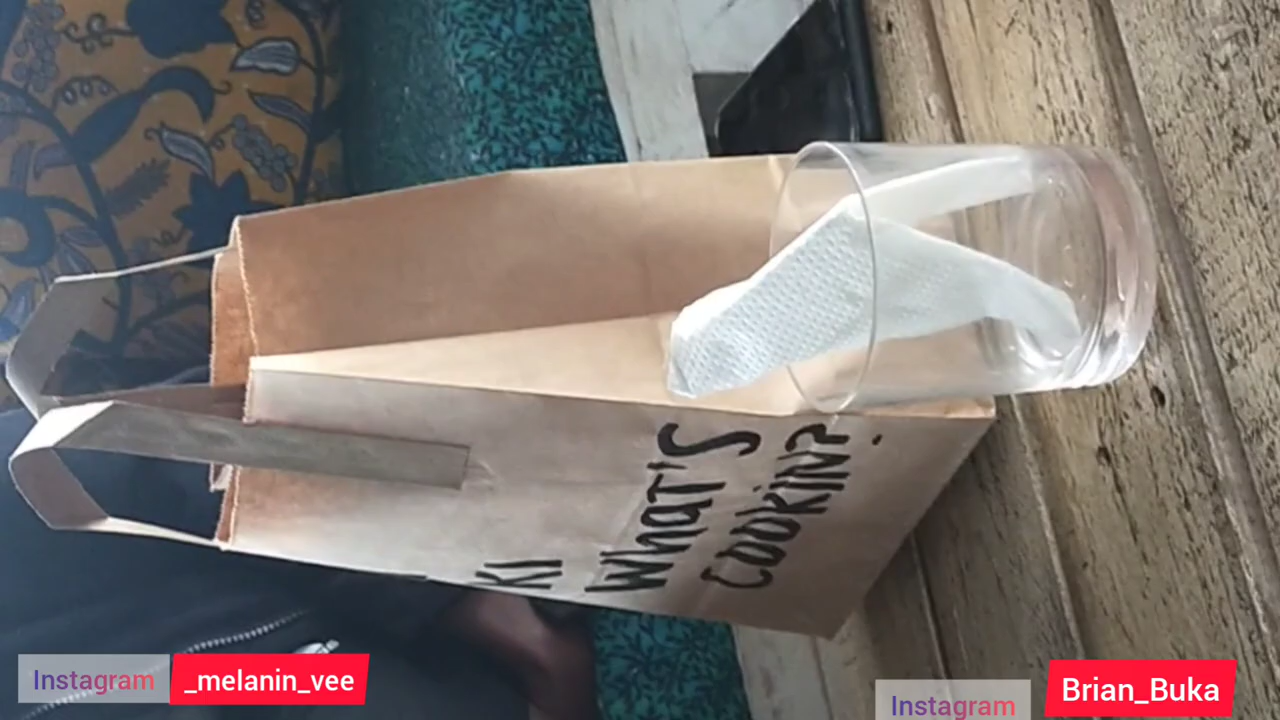 KI
WHAT'S
COOKIN?
Instagram
_melanin_vee
Instagram
Brian_Buka